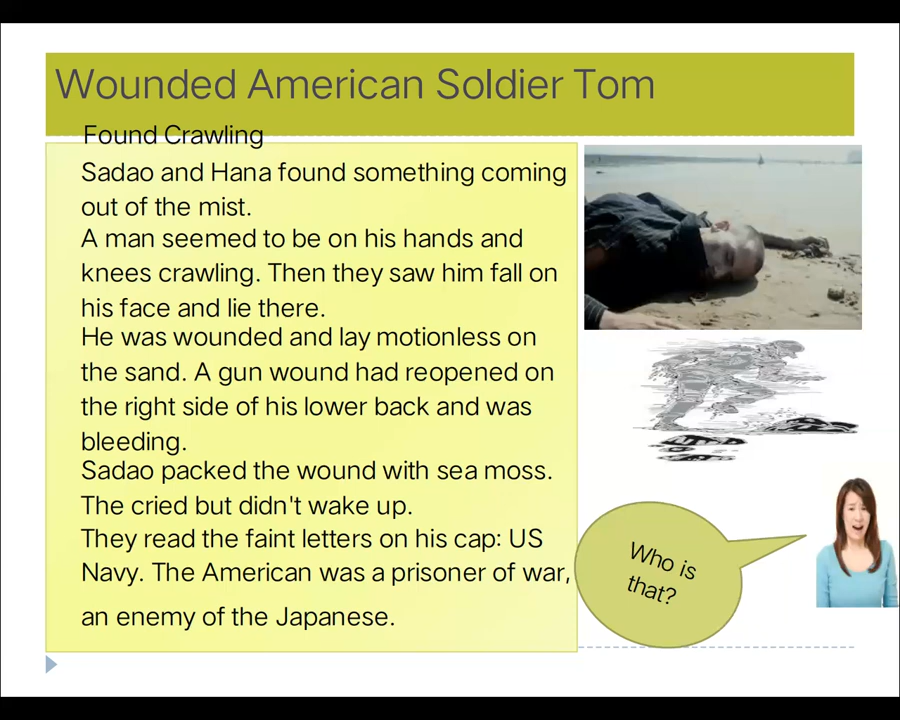 Wounded American Soldier Tom
Found Crawling
Sadao and Hana found something coming
out of the mist.
A man seemed to be on his hands and
knees crawling. Then they saw him fall on
his face and lie there.
He was wounded and lay motionless on
the sand. A gun wound had reopened on
the right side of his lower back and was
bleeding.
Sadao packed the wound with sea moss.
The cried but didn't wake up.
They read the faint letters on his cap: US
Navy. The American was a prisoner of war,
an enemy of the Japanese.
Who is
that?